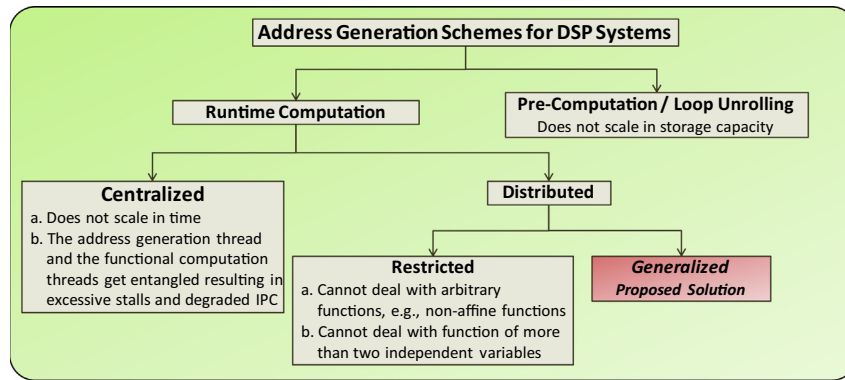 Address Generation Schemes for DSP Systems
Runtime Computation
Pre-Computation / Loop Unrolling
Does not scale in storage capacity
Centralized
a. Does not scale in time
b. The address generation thread
and the functional computation
threads get entangled resulting in
excessive stalls and degraded IPC
Distributed
Restricted
a. Cannot deal with arbitrary
functions, e.g., non-affine functions
b. Cannot deal with function of more
than two independent variables
Generalized
Proposed Solution